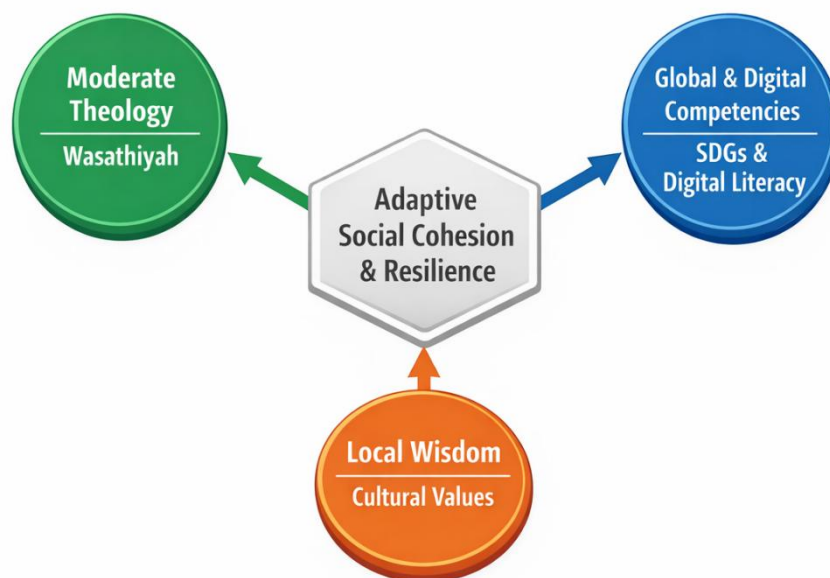 Moderate
Theology
Wasathiyah
Global & Digital
Competencies
SDGs &
Digital Literacy
Adaptive
Social Cohesion
& Resilience
Local Wisdom
Cultural Values